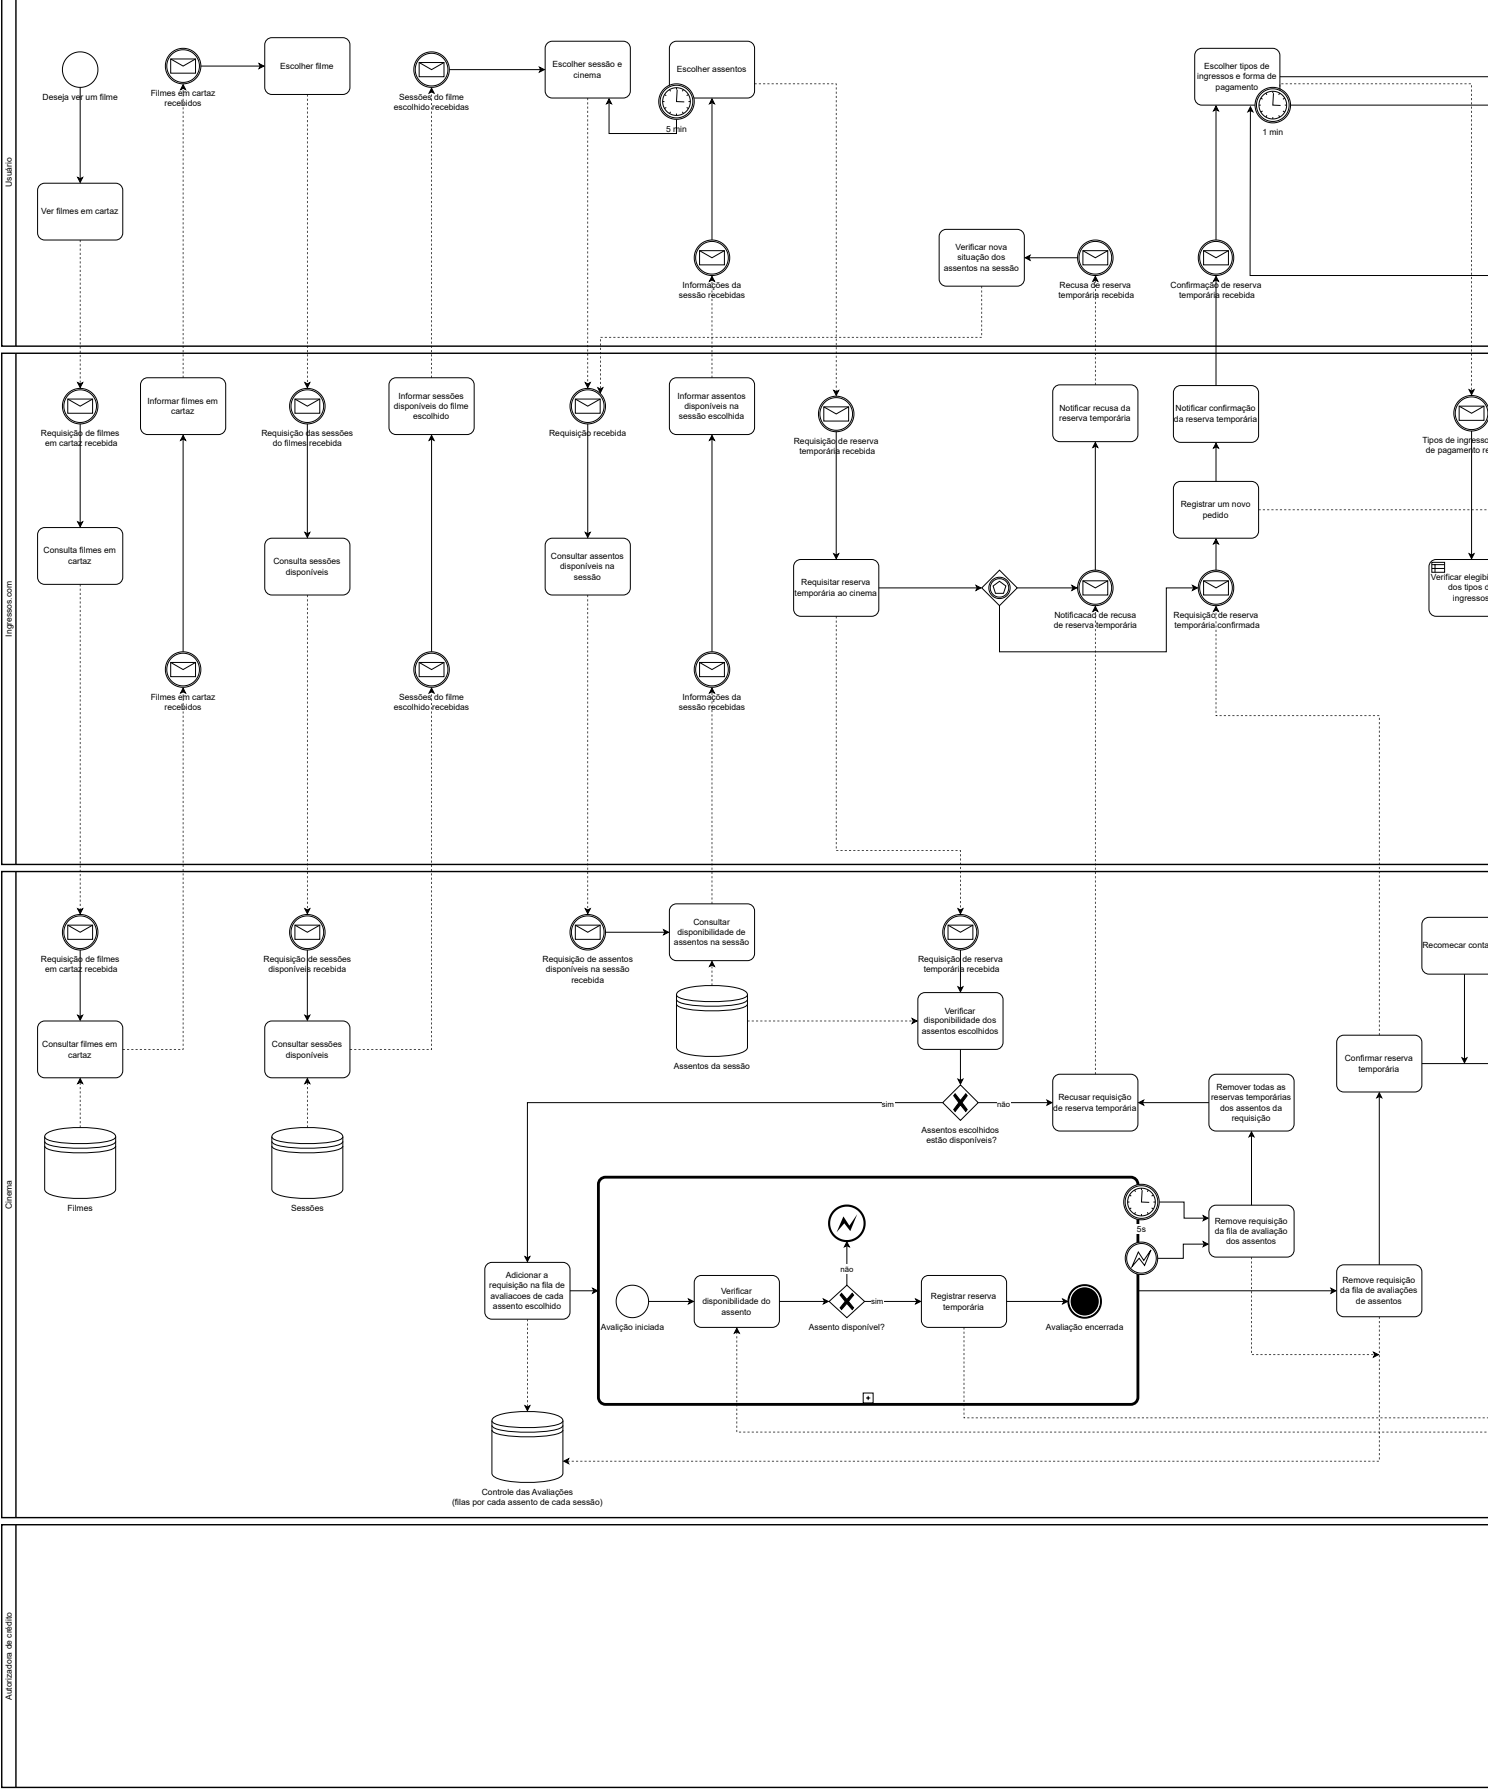 Usuário
Deseja ver um filme
Filmes em cartaz
recebidos
Escolher filme
Sessões do filme
escolhido recebidas
Escolher sessão e
cinema
Escolher assentos
5 min
Escolher tipos de
ingressos e forma de
pagamento
1 min
Ver filmes em cartaz
Informações da
sessão recebidas
Verificar nova
situação dos
assentos na sessão
Recusa de reserva
temporária recebida
Confirmação de reserva
temporária recebida
Ingressos.com
Requisição de filmes
em cartaz recebida
Informar filmes em
cartaz
Requisição das sessões
do filmes recebida
Informar sessões
disponíveis do filme
escolhido
Requisição recebida
Informar assentos
disponíveis na
sessão escolhida
Requisição de reserva
temporária recebida
Notificar recusa da
reserva temporária
Notificar confirmação
da reserva temporária
Tipos de ingresso
de pagamento re
Registrar um novo
pedido
Consulta filmes em
cartaz
Consulta sessões
disponíveis
Consultar assentos
disponíveis na
sessão
Requisitar reserva
temporária ao cinema
Notificacao de recusa
de reserva temporária
Requisição de reserva
temporária confirmada
Verificar elegibi
dos tipos d
ingressos
Filmes em cartaz
recebidos
Sessões do filme
escolhido recebidas
Informações da
sessão recebidas
Cinema
Requisição de filmes
em cartaz recebida
Requisição de sessões
disponíveis recebida
Requisição de assentos
disponíveis na sessão
recebida
Consultar
disponibilidade de
assentos na sessão
Requisição de reserva
temporária recebida
Recomecar conta
Verificar
disponibilidade dos
assentos escolhidos
Consultar filmes em
cartaz
Consultar sessões
disponíveis
Assentos da sessão
Confirmar reserva
temporária
sim
não
Assentos escolhidos
estão disponíveis?
Recusar requisição
de reserva temporária
Remover todas as
reservas temporárias
dos assentos da
requisição
Filmes
Sessões
5s
Remove requisição
da fila de avaliação
dos assentos
Adicionar a
requisição na fila de
avaliacoes de cada
assento escolhido
Avalição iniciada
Verificar
disponibilidade do
assento
não
sim
Assento disponível?
Registrar reserva
temporária
Avaliação encerrada
Remove requisição
da fila de avaliações
de assentos
Controle das Avaliações
(filas por cada assento de cada sessão)
Autorizadora de crédito